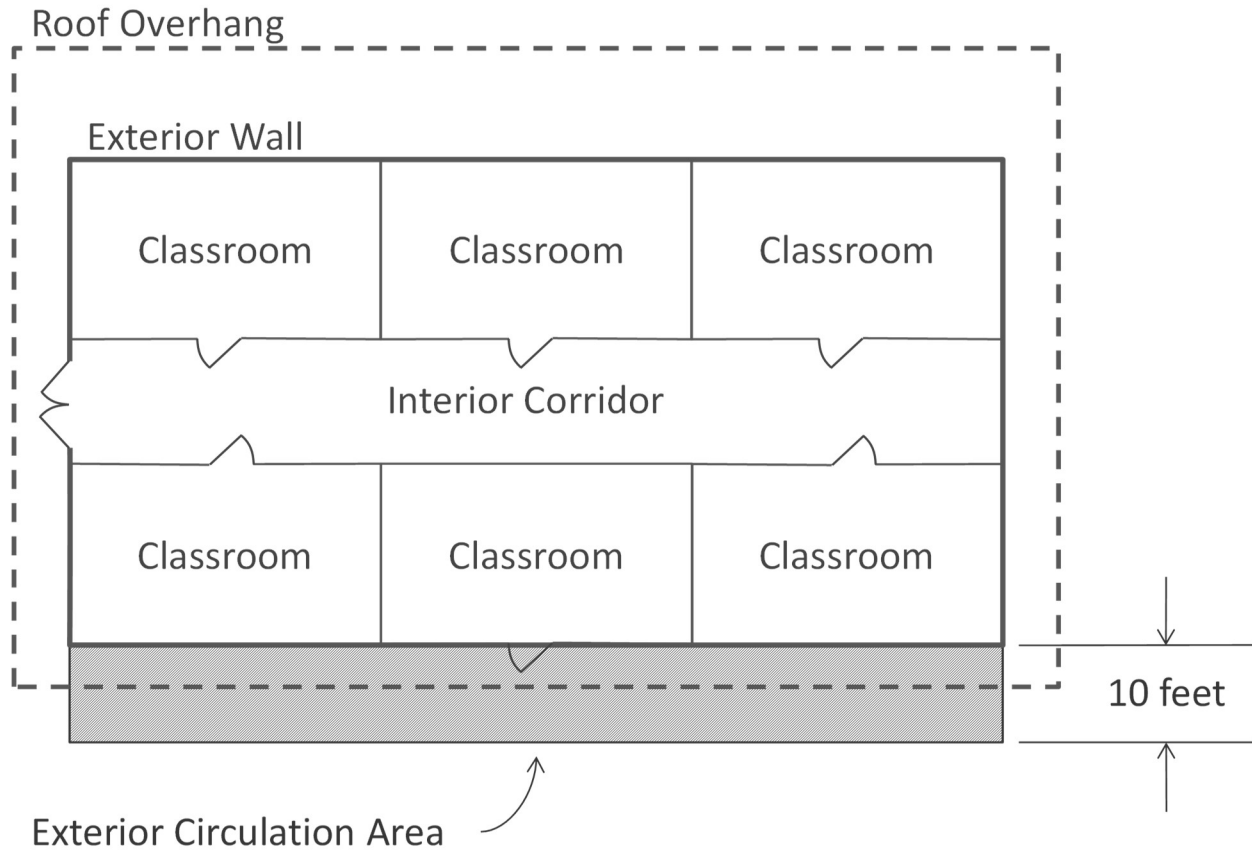 Roof Overhang
Exterior Wall
Classroom
Classroom
Classroom
Interior Corridor
Classroom
Classroom
Classroom
10 feet
Exterior Circulation Area